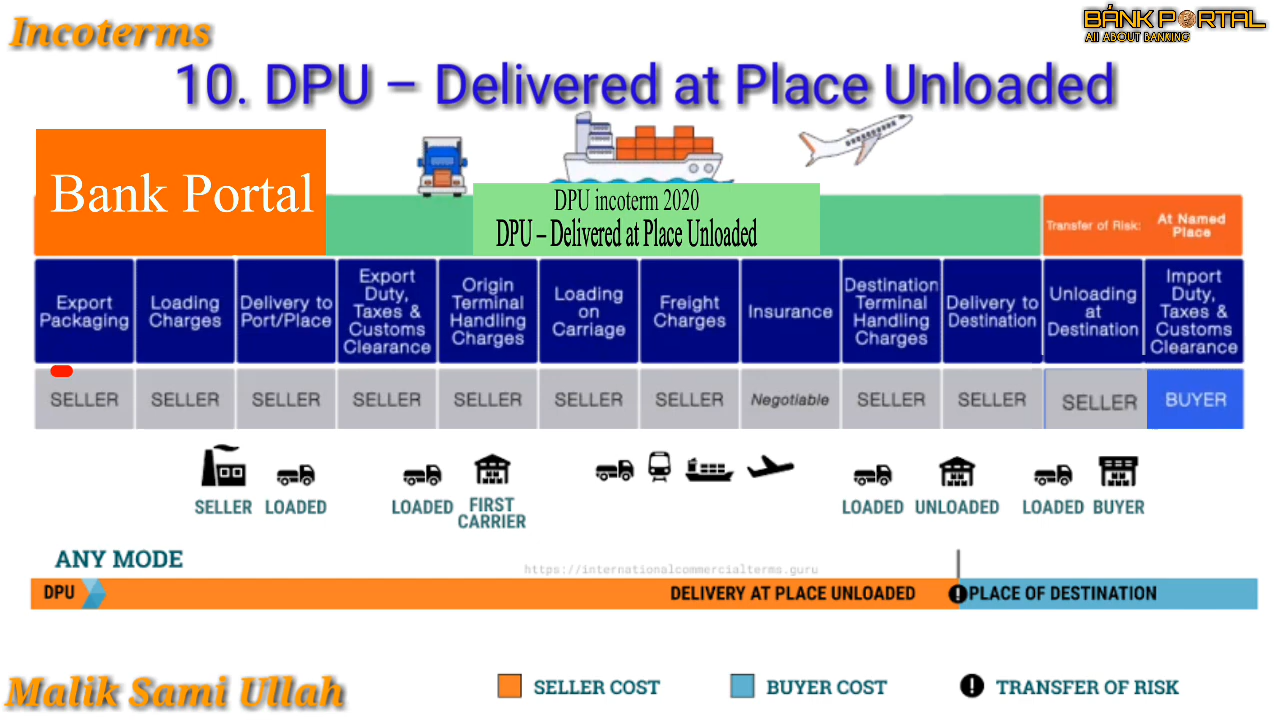 Incoterms
BÁNK PORTAL
All ABOUT BANKING
10. DPU – Delivered at Place Unloaded
Bank Portal
DPU incoterm 2020
DPU – Delivered at Place Unloaded
Transfer of Risk:
At Named
Place
Export
Packaging
Loading
Charges
Delivery to
Port/Place
Export
Duty,
Taxes &
Customs
Clearance
Origin
Terminal
Handling
Charges
Loading
on
Carriage
Freight
Charges
Insurance
Destination
Terminal
Handling
Charges
Delivery to
Destination
Unloading
at
Destination
Import
Duty,
Taxes &
Customs
Clearance
SELLER SELLER SELLER SELLER SELLER SELLER SELLER Negotiable SELLER SELLER SELLER BUYER
SELLER LOADED LOADED FIRST
CARRIER
LOADED UNLOADED LOADED BUYER
ANY MODE
https://internationalcommercialterms.guru
DPU DELIVERY AT PLACE UNLOADED PLACE OF DESTINATION
SELLER COST BUYER COST TRANSFER OF RISK
Malik Sami Ullah